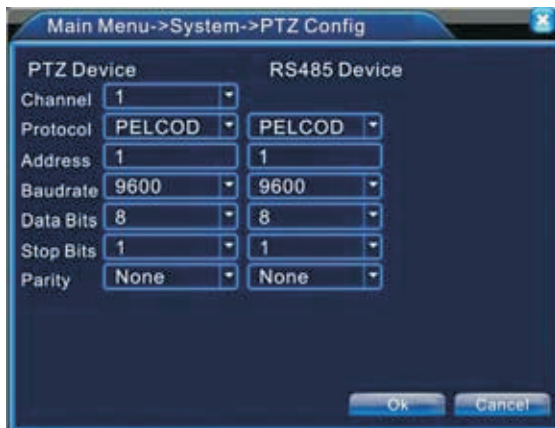 Main Menu->System->PTZ Config
PTZ Device RS485 Device
Channel 1
Protocol PELCOD PELCOD
Address 1 1
Baudrate 9600 9600
Data Bits 8 8
Stop Bits 1 1
Parity None None
Ok Cancel